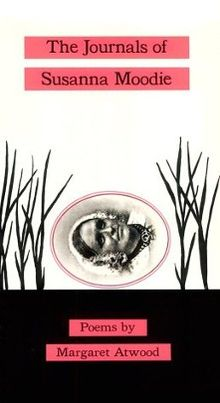 The Journals of
Susanna Moodie
Poems by
Margaret Atwood